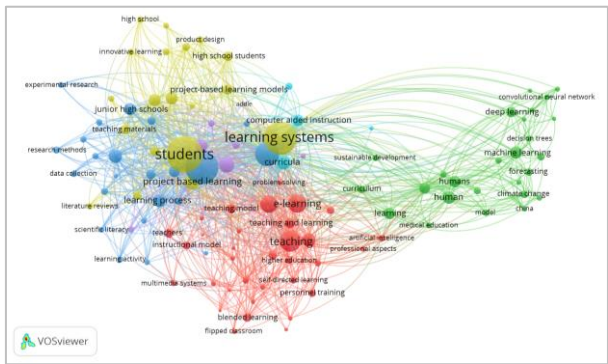 high school
product design
innovative learning
high school students
experimental research
project-based learning models
convolutional neural network
addie
deep learning
junior high schools
computer aided instruction
teaching materials
learning systems
decision trees
research methods
students
machine learning
sustainable development
forecasting
curricula
data collection
project based learning
problem solving
humans
climate change
curriculum
human
learning process
e-learning
china
literature reviews
teaching model
learning
model
teaching and learning
medical education
scientific literacy
teachers
artificial intelligence
teaching
instructional model
professional aspects
higher education
learning activity
self-directed learning
multimedia systems
personnel training
blended learning
flipped classroom
VOSviewer